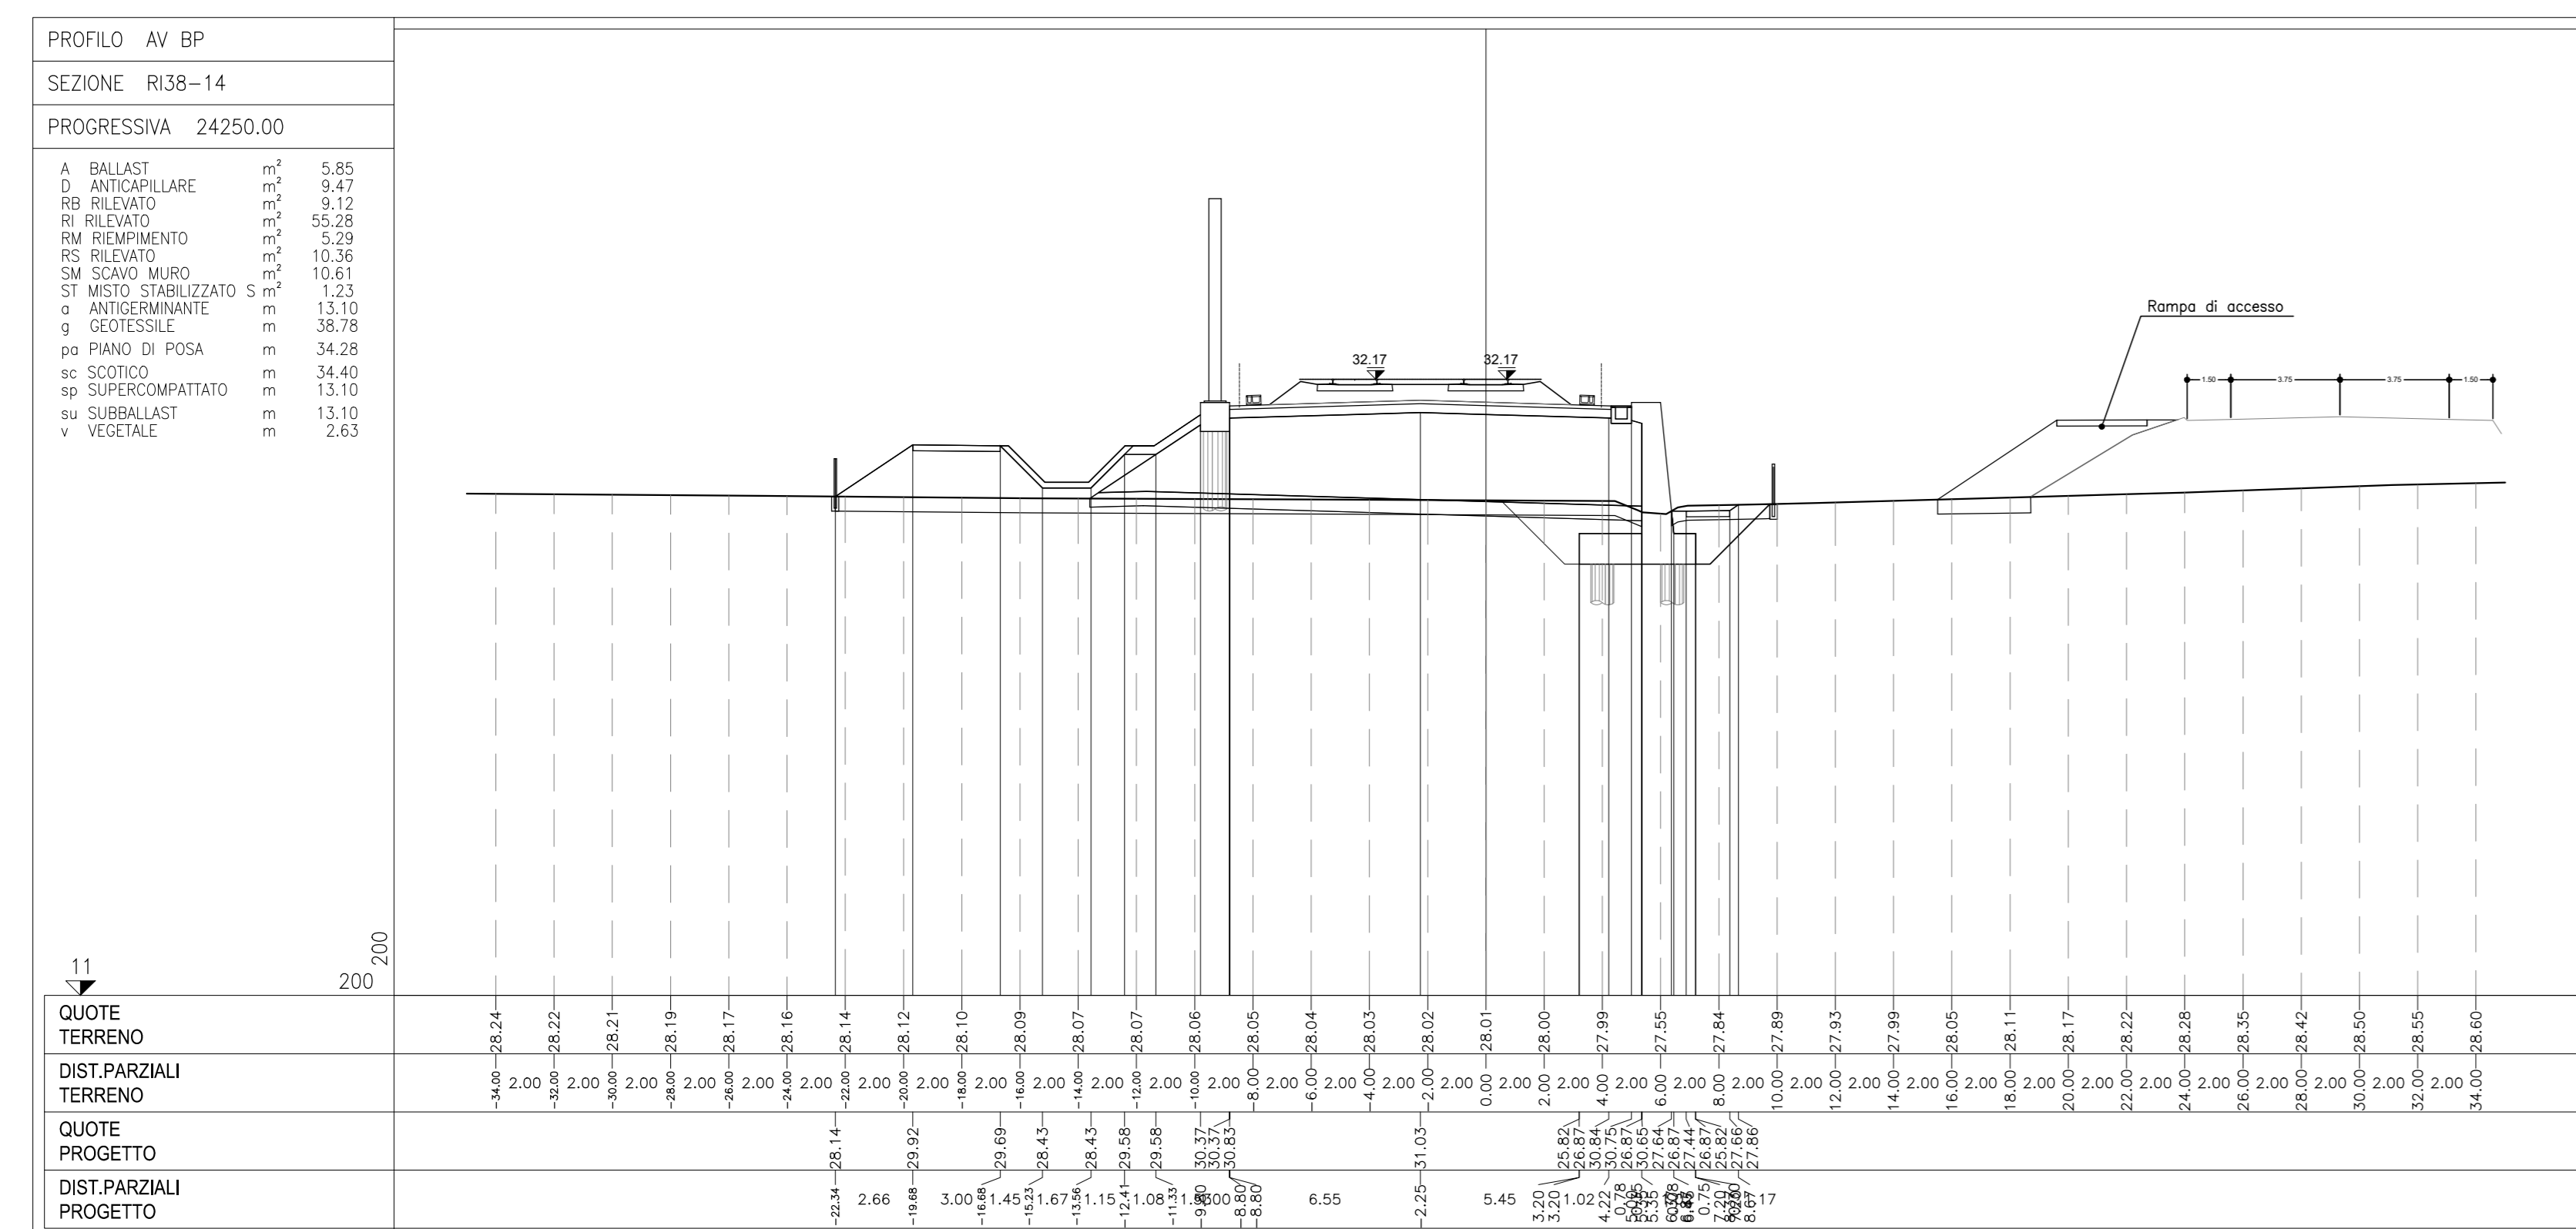 PROFILO AV BP
SEZIONE RI38-14
PROGRESSIVA 24250.00
A BALLAST m² 5.85
D ANTICAPILLARE m² 9.47
RB RILEVATO m² 9.12
RI RILEVATO m² 55.28
RM RIEMPIMENTO m² 5.29
RS RILEVATO m² 10.36
SM SCAVO MURO m² 10.61
ST MISTO STABILIZZATO S m² 1.23
a ANTIGERMINANTE m 13.10
g GEOTESSILE m 38.78
pa PIANO DI POSA m 34.28
sc SCOTICO m 34.40
sp SUPERCOMPATTATO m 13.10
su SUBBALLAST m 13.10
v VEGETALE m 2.63
Rampa di accesso
32.17 32.17
1.50 3.75 3.75 1.50
11
200
200
QUOTE TERRENO
28.24 28.22 28.21 28.19 28.17 28.16 28.14 28.12 28.10 28.09 28.07 28.07 28.06 28.05 28.04 28.03 28.02 28.01 28.00 27.99 27.55 27.84 27.89 27.93 27.99 28.05 28.11 28.17 28.22 28.28 28.35 28.42 28.50 28.55 28.60
DIST.PARZIALI TERRENO
-34.00 2.00 -32.00 2.00 -30.00 2.00 -28.00 2.00 -26.00 2.00 -24.00 2.00 -22.00 2.00 -20.00 2.00 -18.00 2.00 -16.00 2.00 -14.00 2.00 -12.00 2.00 -10.00 2.00 -8.00 2.00 -6.00 2.00 -4.00 2.00 -2.00 2.00 0.00 2.00 2.00 2.00 4.00 2.00 6.00 2.00 8.00 2.00 10.00 2.00 12.00 2.00 14.00 2.00 16.00 2.00 18.00 2.00 20.00 2.00 22.00 2.00 24.00 2.00 26.00 2.00 28.00 2.00 30.00 2.00 32.00 2.00 34.00
QUOTE PROGETTO
28.14 29.92 29.69 28.43 28.43 29.58 29.58 30.37 30.37 30.83 31.03 25.82 26.87 30.84 30.75 26.87 30.65 27.64 26.87 27.44 26.87 25.82 27.66 27.86
DIST.PARZIALI PROGETTO
-22.34 2.66 -19.68 3.00 -16.68 1.45 -15.23 1.67 -13.56 1.15 -12.41 1.08 -11.33 -8.80 -8.80 6.55 -2.25 5.45 3.20 3.20 1.02 4.22 0.78 5.35 0.75 7.20 8.67